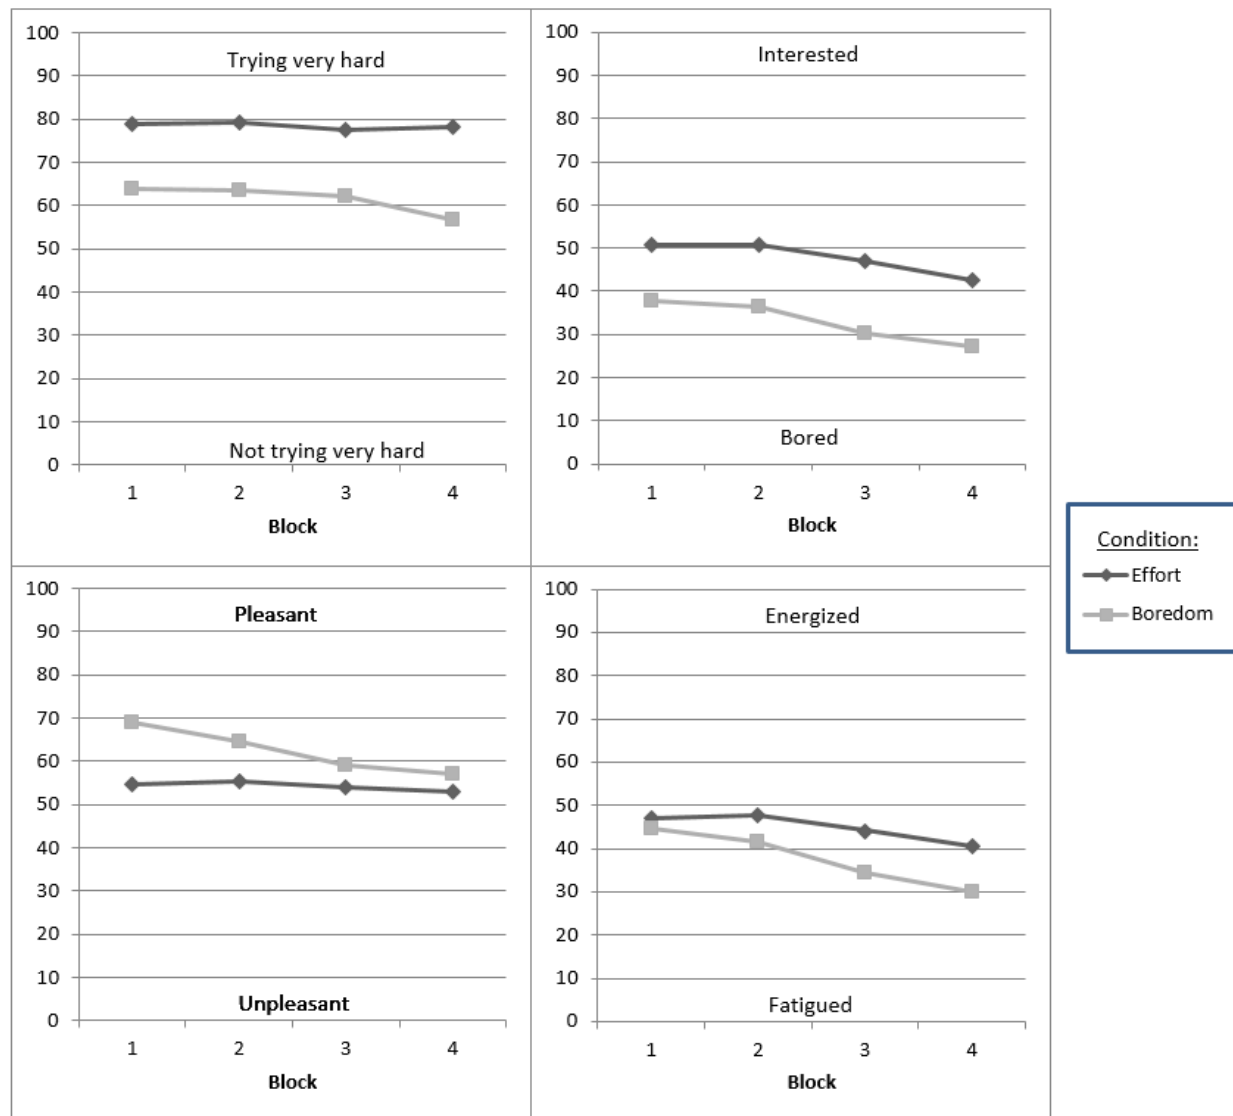 100
90
80
70
60
50
40
30
20
10
0
Trying very hard
Not trying very hard
1 2 3 4
Block
100
90
80
70
60
50
40
30
20
10
0
Interested
Bored
1 2 3 4
Block
100
90
80
70
60
50
40
30
20
10
0
Pleasant
Unpleasant
1 2 3 4
Block
100
90
80
70
60
50
40
30
20
10
0
Energized
Fatigued
1 2 3 4
Block
Condition:
Effort
Boredom